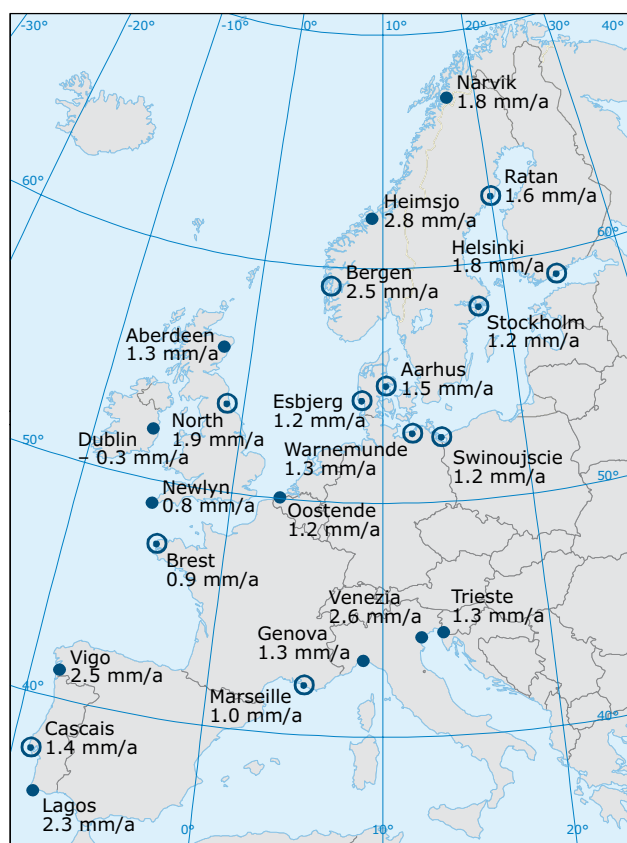 -30°
-20°
-10°
0°
10°
20°
30°
40°
Narvik
1.8 mm/a
60°
Ratan
1.6 mm/a
Heimsjo
2.8 mm/a
60°
Helsinki
1.8 mm/a
Bergen
2.5 mm/a
Stockholm
1.2 mm/a
Aberdeen
1.3 mm/a
Aarhus
1.5 mm/a
Esbjerg
1.2 mm/a
North
1.9 mm/a
Dublin
– 0.3 mm/a
50°
Warnemunde
1.3 mm/a
Swinoujscie
1.2 mm/a
50°
Newlyn
0.8 mm/a
Oostende
1.2 mm/a
Brest
0.9 mm/a
Venezia
2.6 mm/a
Trieste
1.3 mm/a
Genova
1.3 mm/a
Vigo
2.5 mm/a
40°
Marseille
1.0 mm/a
40°
Cascais
1.4 mm/a
Lagos
2.3 mm/a
0°
10°
20°